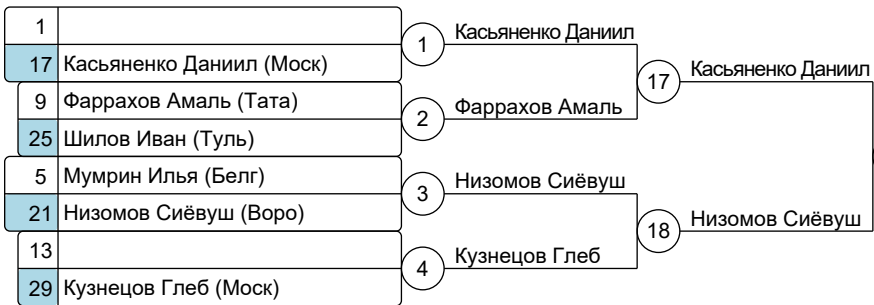 1
17 Касьяненко Даниил (Моск)
9 Фаррахов Амаль (Тата)
25 Шилов Иван (Туль)
5 Мумрин Илья (Белг)
21 Низомов Сиёвуш (Воро)
13
29 Кузнецов Глеб (Моск)
1 Касьяненко Даниил
2 Фаррахов Амаль
3 Низомов Сиёвуш
4 Кузнецов Глеб
17 Касьяненко Даниил
18 Низомов Сиёвуш